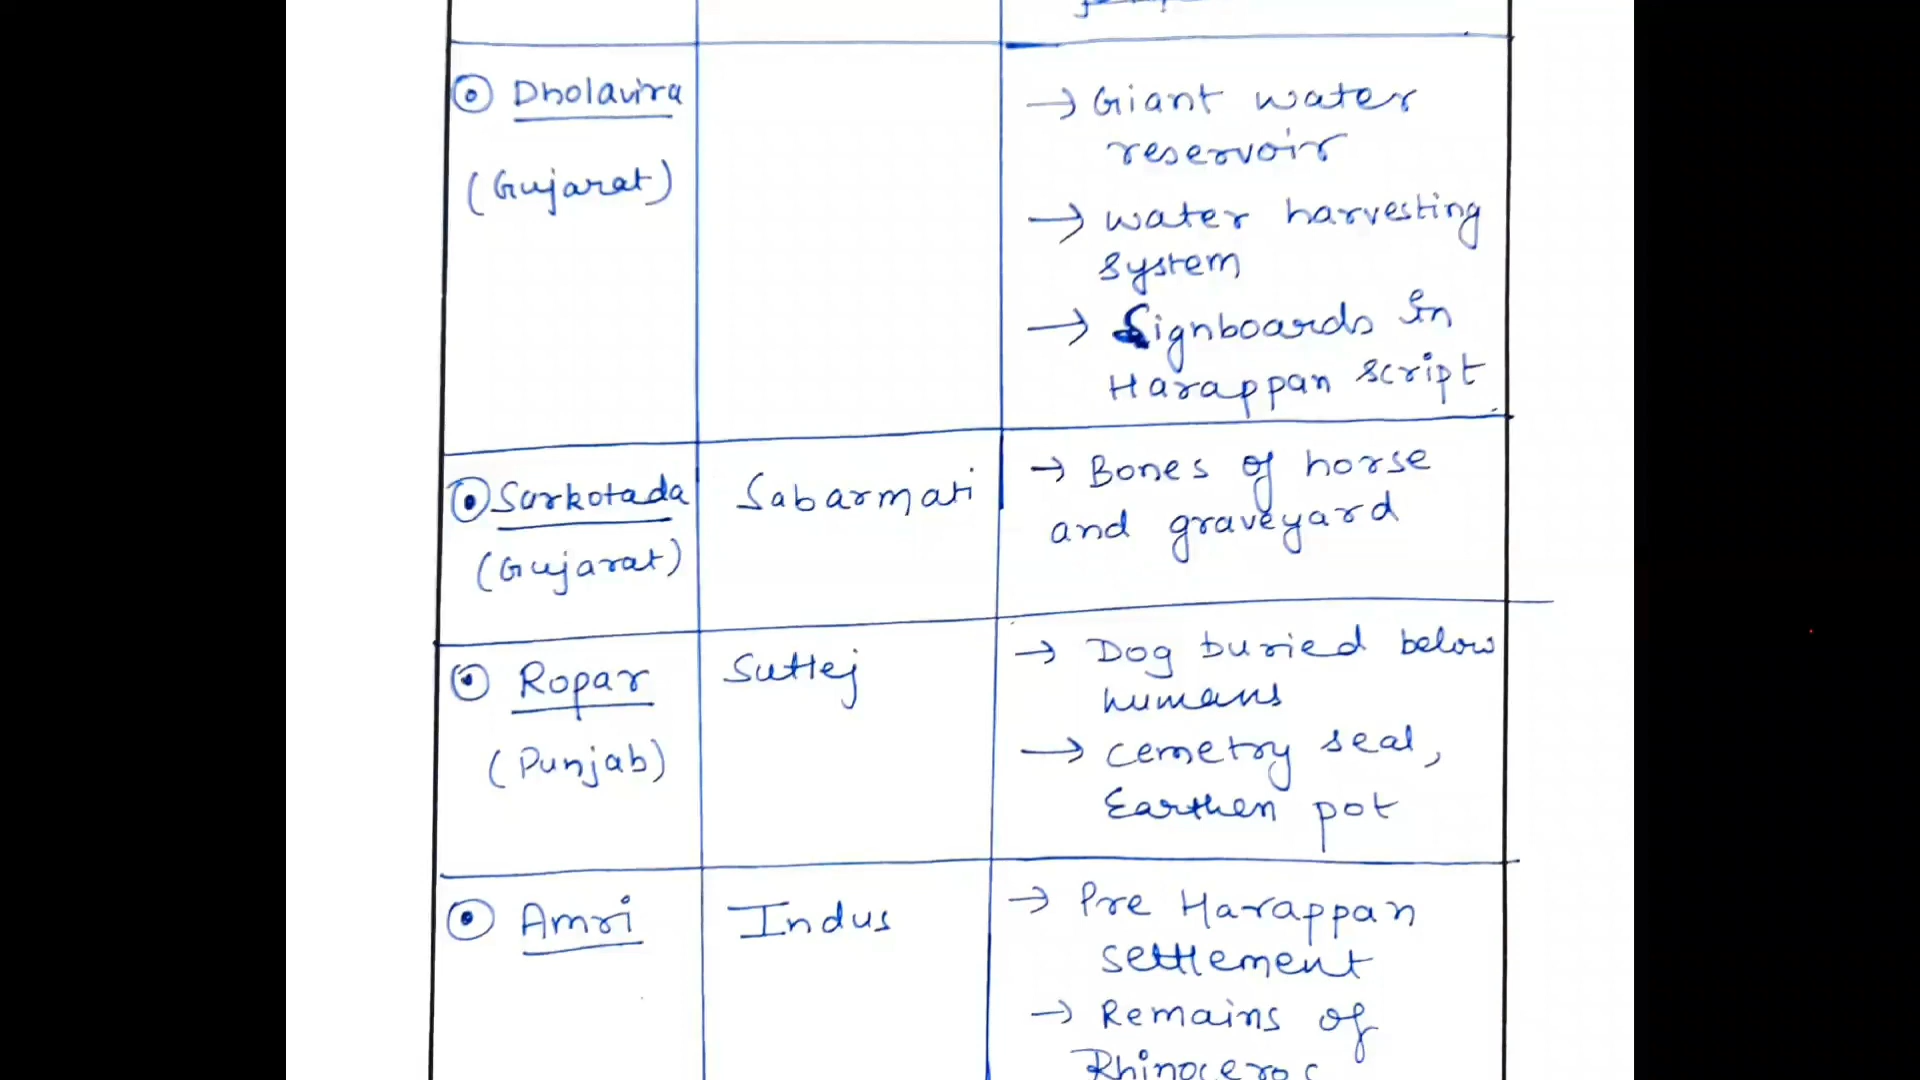 Dholavira
(Gujarat)
→ Giant water
reservoir
→ water harvesting
system
→ Signboards in
Harappan script
Surkotada
(Gujarat)
Sabarmati
→ Bones of horse
and graveyard
Ropar
(Punjab)
Sutlej
→ Dog buried below
humans
→ cemetry seal,
Earthen pot
Amri
Indus
→ Pre Harappan
settlement
→ Remains of
Rhinoceros